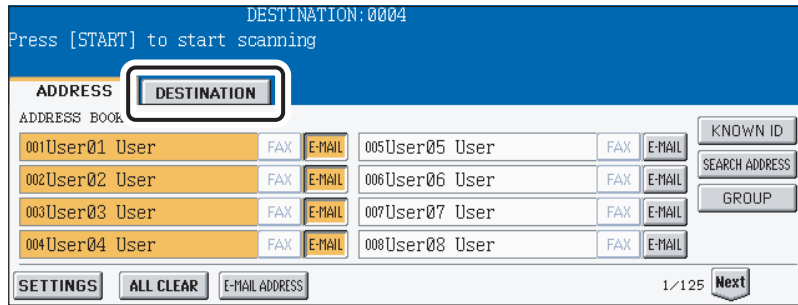 DESTINATION:0004
Press [START] to start scanning
ADDRESS DESTINATION
ADDRESS BOOK
001User01 User FAX E-MAIL 005User05 User FAX E-MAIL KNOWN ID
002User02 User FAX E-MAIL 006User06 User FAX E-MAIL SEARCH ADDRESS
003User03 User FAX E-MAIL 007User07 User FAX E-MAIL GROUP
004User04 User FAX E-MAIL 008User08 User FAX E-MAIL
SETTINGS ALL CLEAR E-MAIL ADDRESS 1/125 Next